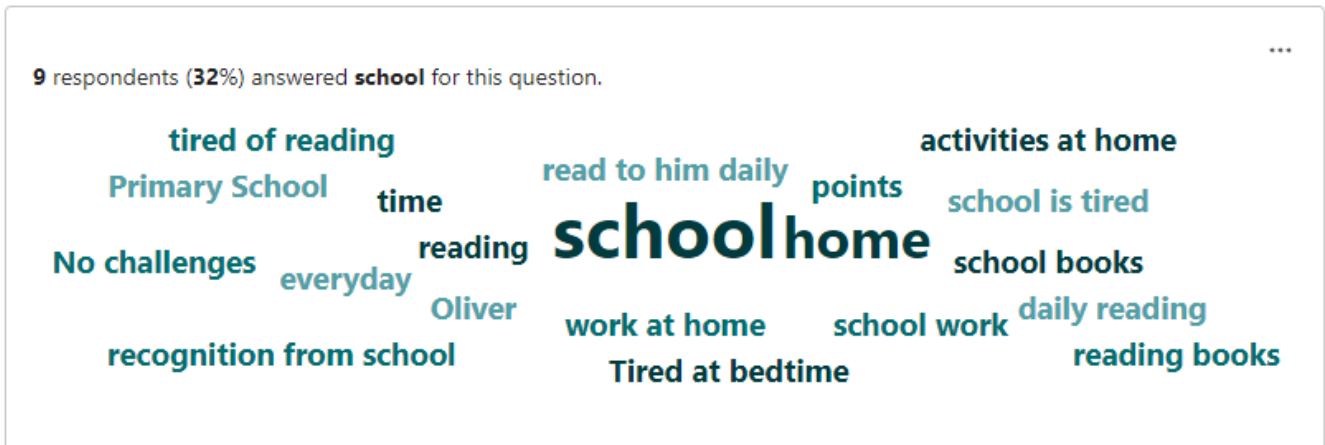 ...
9 respondents (32%) answered school for this question.
tired of reading
activities at home
read to him daily
Primary School
points
time
school is tired
school
home
reading
No challenges
school books
everyday
Oliver
daily reading
work at home
school work
recognition from school
reading books
Tired at bedtime